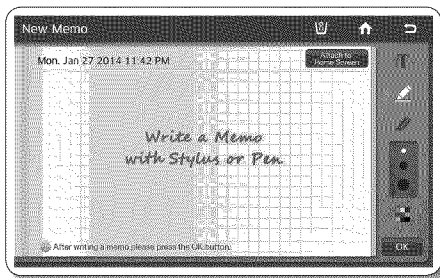 New Memo
Mon. Jan 27 2014 11:42 PM
Attach to
Home Screen
T
Write a Memo
with Stylus or Pen.
After writing a memo please press the OK button.
OK